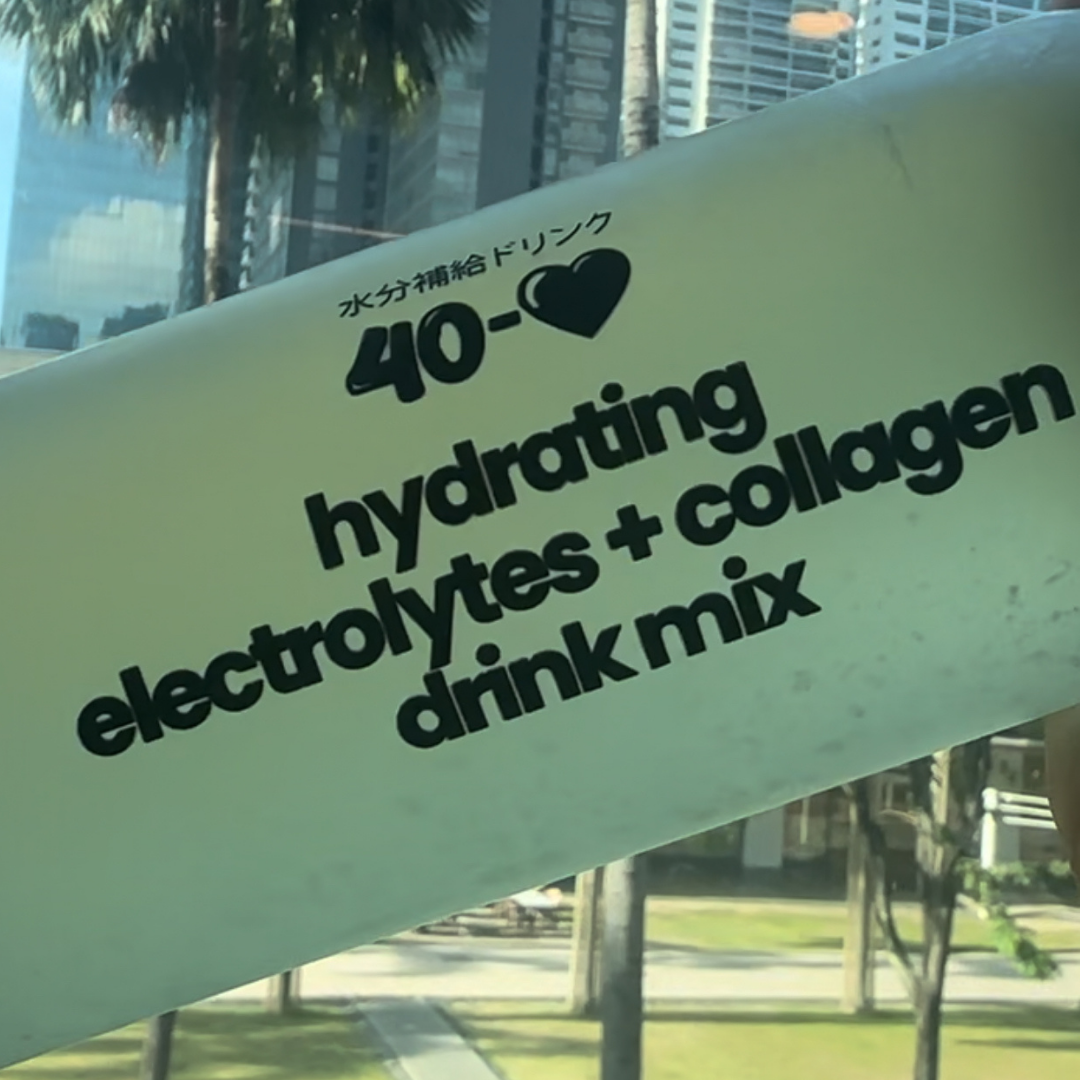 水分補給ドリンク
40-♥
hydrating
electrolytes + collagen
drink mix